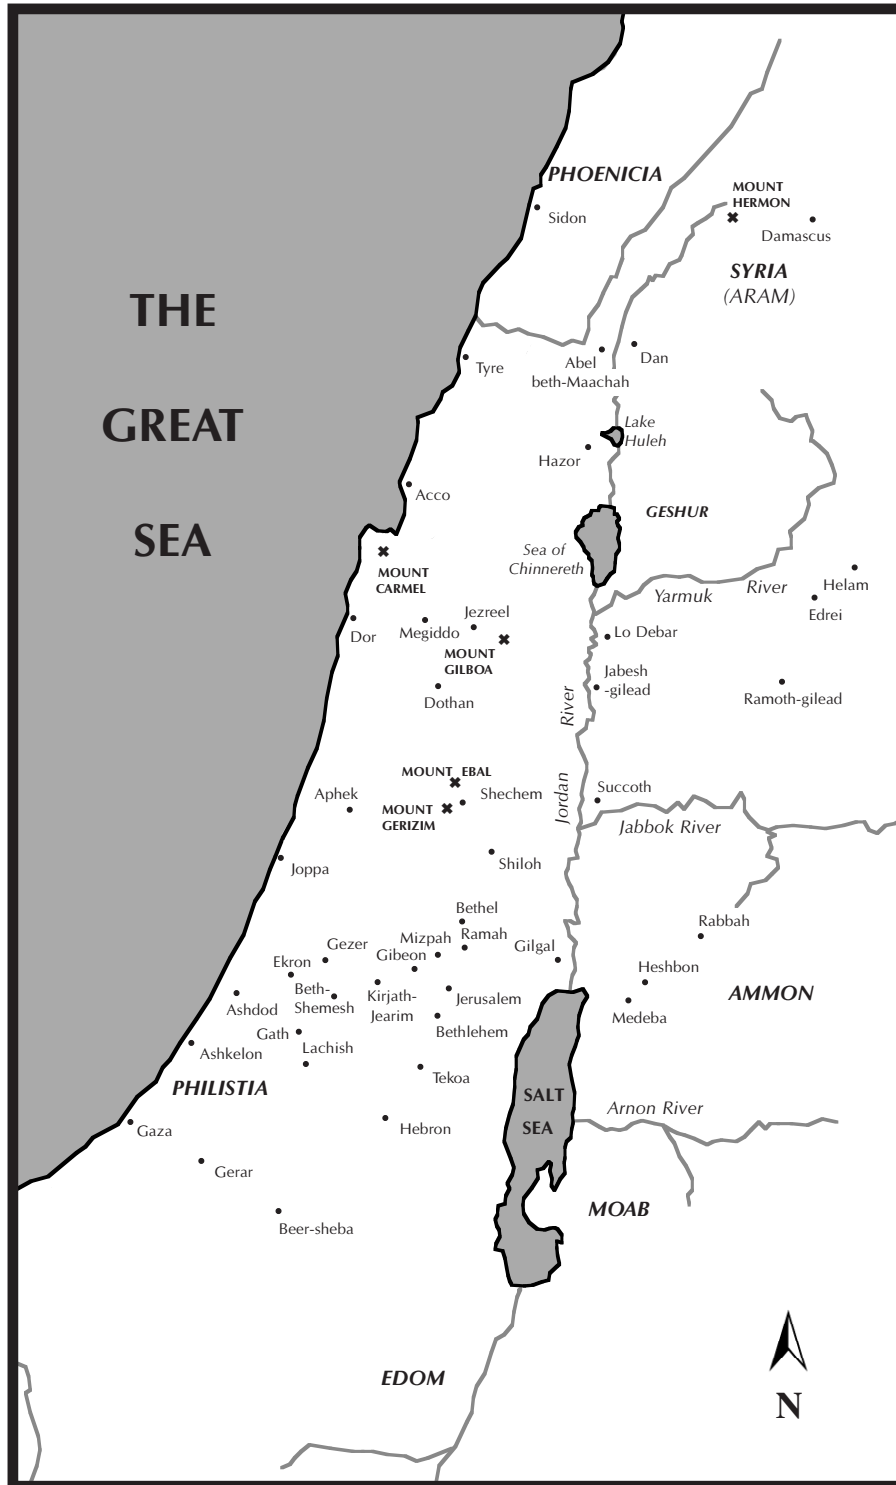 PHOENICIA
MOUNT
HERMON
Sidon
Damascus
SYRIA
(ARAM)
THE
GREAT
SEA
Tyre
Abel
beth-Maachah
Dan
Lake
Huleh
Hazor
Acco
GESHUR
Sea of
Chinnereth
MOUNT
CARMEL
Yarmuk
River
Helam
Edrei
Jezreel
Dor
Megiddo
Lo Debar
MOUNT
GILBOA
Jabesh
-gilead
Ramoth-gilead
Dothan
River
Jordan
MOUNT EBAL
Aphek
MOUNT
GERIZIM
Shechem
Succoth
Jabbok River
Joppa
Shiloh
Bethel
Rabbah
Mizpah
Ramah
Gilgal
Gezer
Gibeon
Ekron
Heshbon
Beth-
Shemesh
Kirjath-
Jearim
Jerusalem
AMMON
Ashdod
Medeba
Gath
Bethlehem
Ashkelon
Lachish
Tekoa
PHILISTIA
SALT
SEA
Arnon River
Gaza
Hebron
Gerar
MOAB
Beer-sheba
EDOM
N